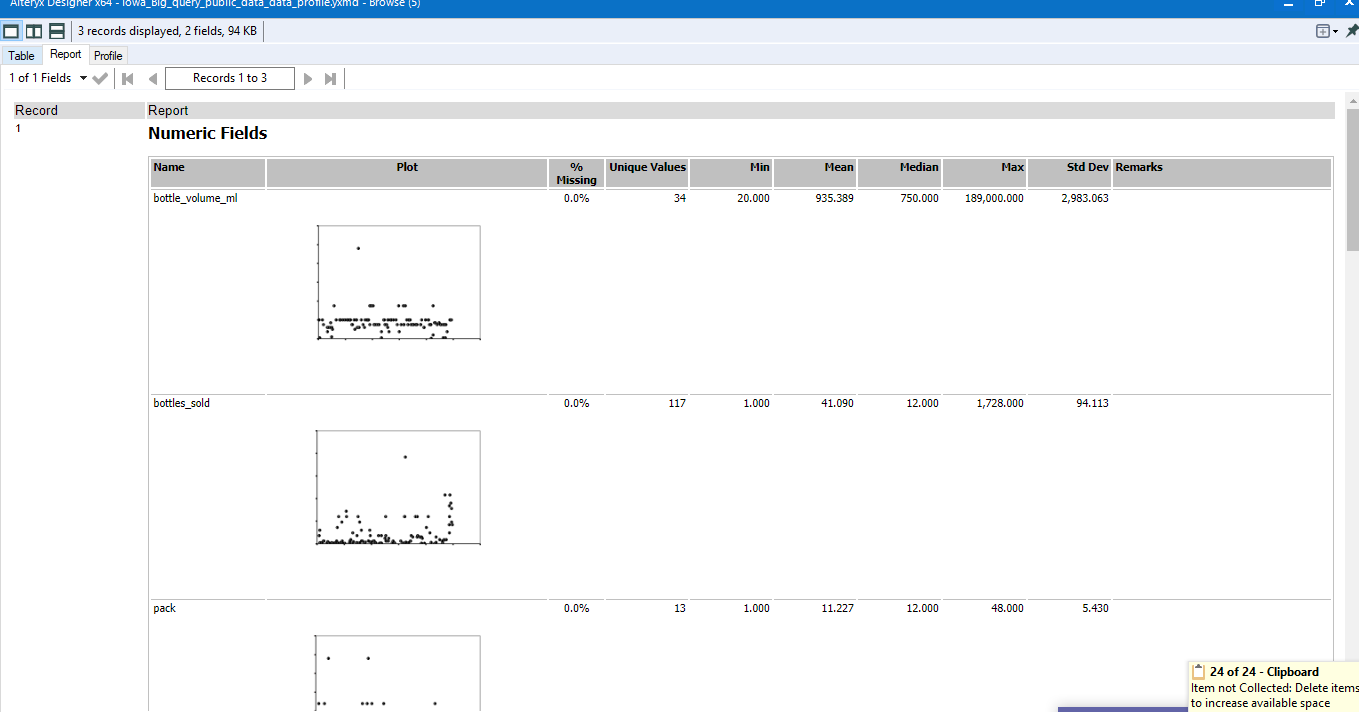 Alteryx Designer x64 - Iowa_Big_query_public_data_data_profile.yxmd - Browse (5)
3 records displayed, 2 fields, 94 KB
Table Report Profile
1 of 1 Fields Records 1 to 3
Record Report
1
Numeric Fields
Name Plot % Missing Unique Values Min Mean Median Max Std Dev Remarks
bottle_volume_ml 0.0% 34 20.000 935.389 750.000 189,000.000 2,983.063
bottles_sold 0.0% 117 1.000 41.090 12.000 1,728.000 94.113
pack 0.0% 13 1.000 11.227 12.000 48.000 5.430
24 of 24 - Clipboard
Item not Collected: Delete items
to increase available space